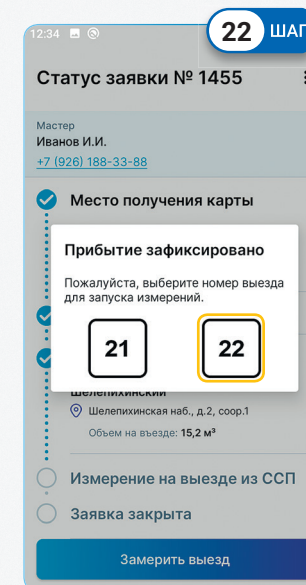 22 ШАГ
12:34
Статус заявки № 1455
Мастер
Иванов И.И.
+7 (926) 188-33-88
Место получения карты
Прибытие зафиксировано
Пожалуйста, выберите номер выезда
для запуска измерений.
21 22
Шелепихинский
Шелепихинская наб., д.2, соор.1
Объем на въезде: 15,2 м³
Измерение на выезде из ССП
Заявка закрыта
Замерить выезд